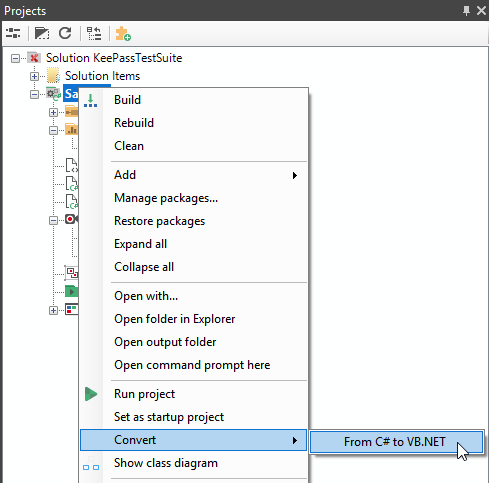 Projects
Solution KeePassTestSuite
Solution Items
Sa
Build
Rebuild
Clean
Add
Manage packages...
Restore packages
Expand all
Collapse all
Open with...
Open folder in Explorer
Open output folder
Open command prompt here
Run project
Set as startup project
Convert
From C# to VB.NET
Show class diagram